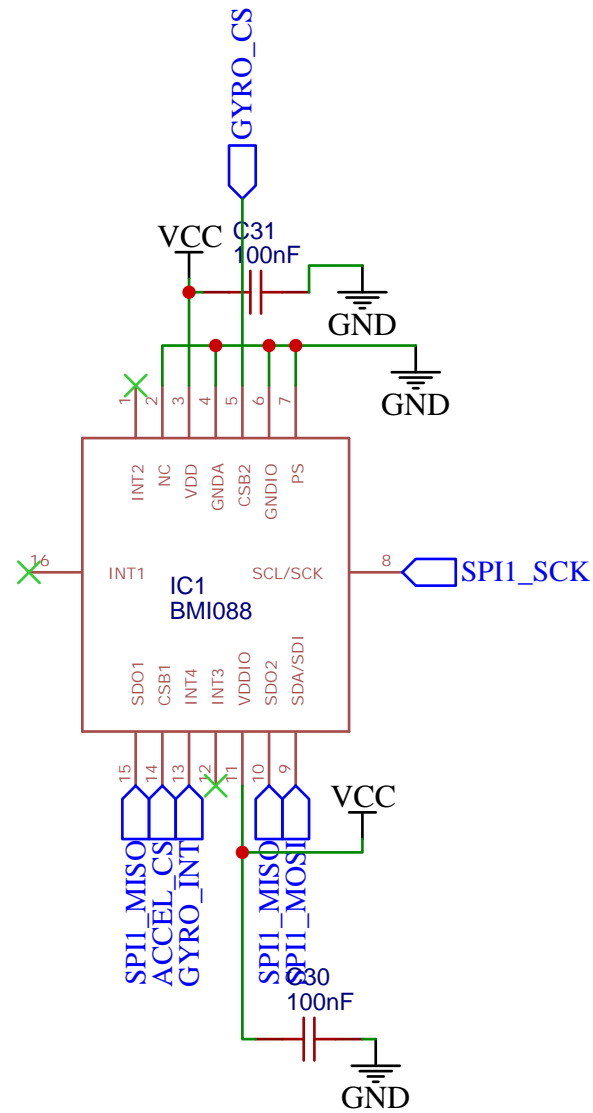 GYRO_CS
VCC
C31
100nF
GND
GND
1
2
3
4
5
6
7
INT2
NC
VDD
GNDA
CSB2
GNDIO
PS
16
INT1
SCL/SCK
8
SPI1_SCK
IC1
BMI088
SDO1
CSB1
INT4
INT3
VDDIO
SDO2
SDA/SDI
15
14
13
12
11
10
9
VCC
SPI1_MISO
ACCEL_CS
GYRO_INT
SPI1_MISO
SPI1_MOSI
C30
100nF
GND